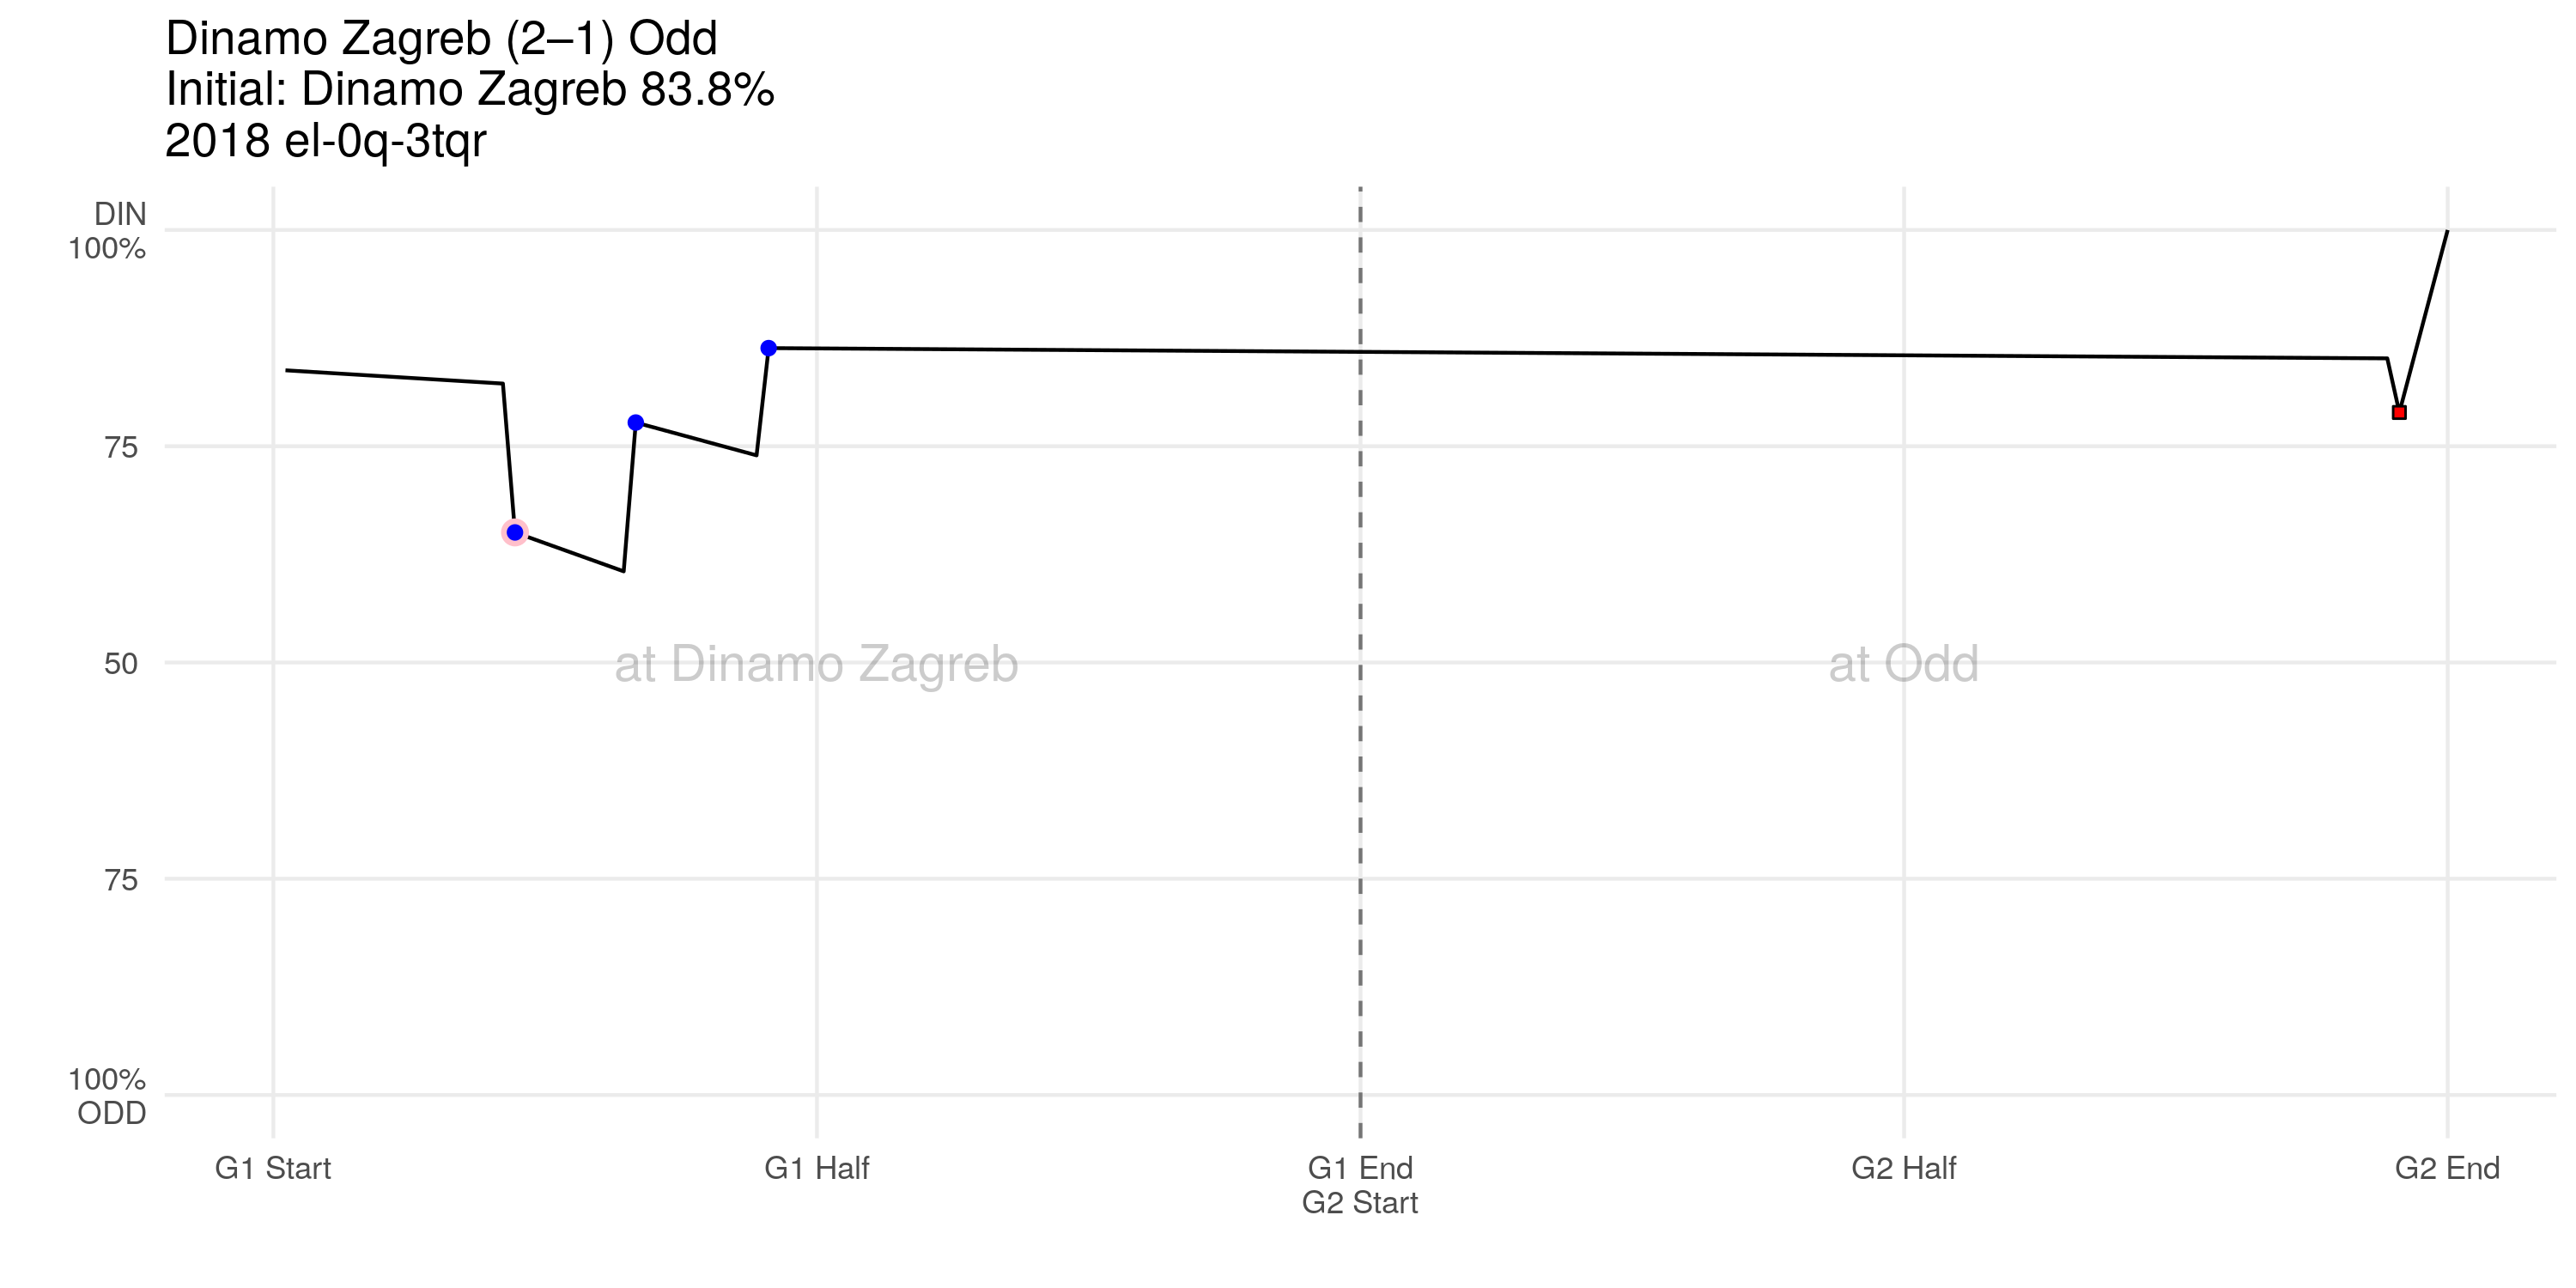 Dinamo Zagreb (2–1) Odd
Initial: Dinamo Zagreb 83.8%
2018 el-0q-3tqr
DIN
100%
75
50
75
100%
ODD
at Dinamo Zagreb
at Odd
G1 Start
G1 Half
G1 End
G2 Start
G2 Half
G2 End